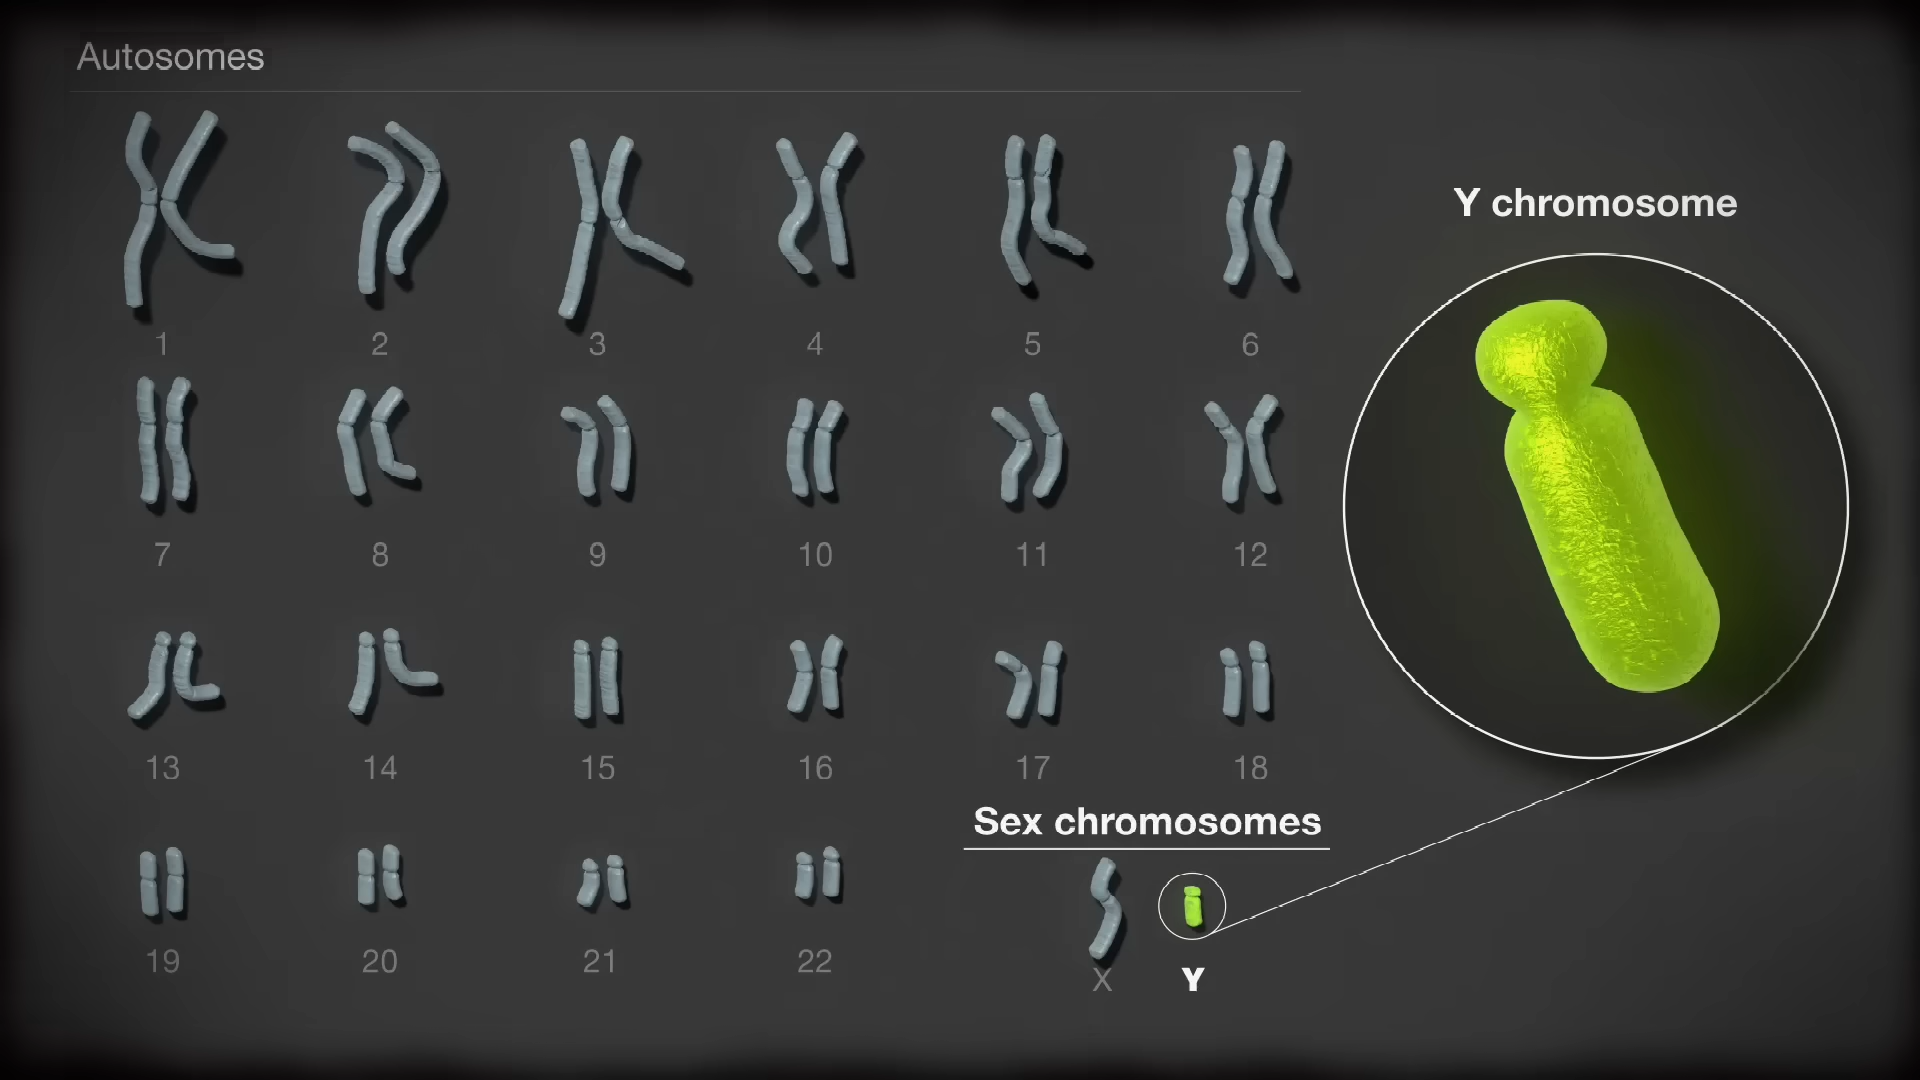 Autosomes
1 2 3 4 5 6
Y chromosome
7 8 9 10 11 12
13 14 15 16 17 18
Sex chromosomes
19 20 21 22
X Y